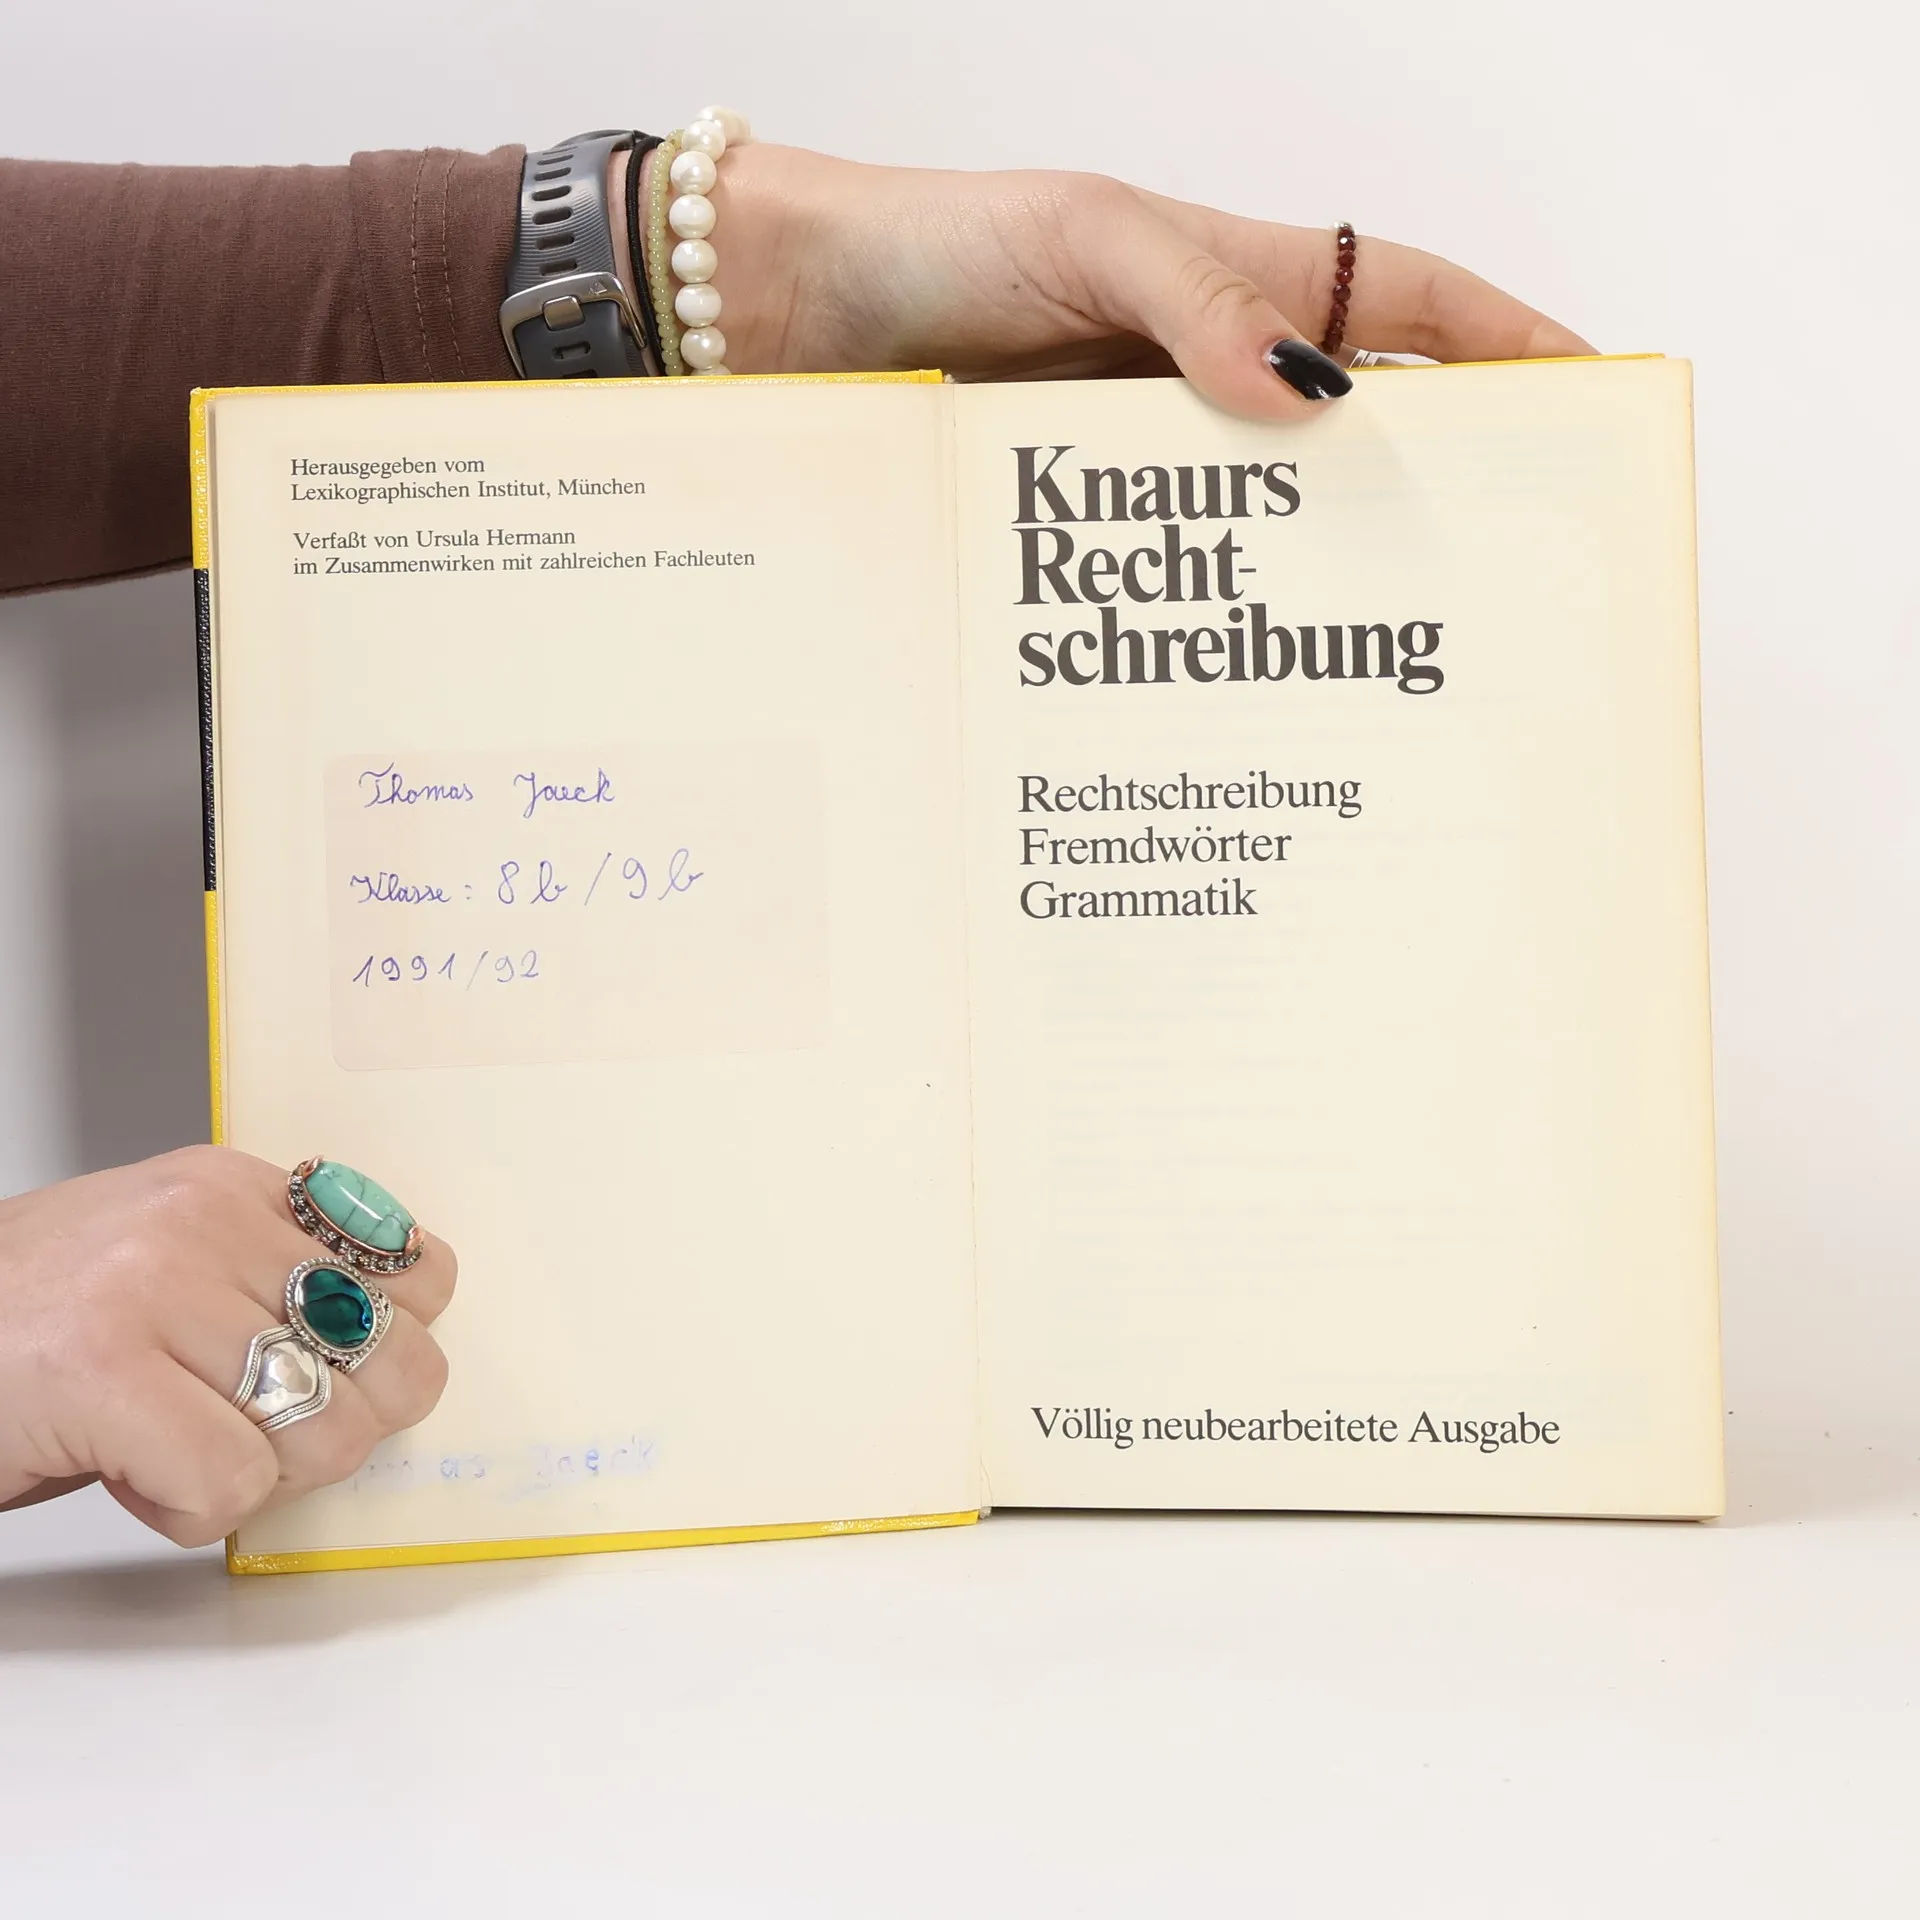 Herausgegeben vom
Lexikographischen Institut, München
Verfaßt von Ursula Hermann
im Zusammenwirken mit zahlreichen Fachleuten
Thomas Jaeck
Klasse: 8b/9b
1991/92
Jaeck
Knaurs
Recht-
schreibung
Rechtschreibung
Fremdwörter
Grammatik
Völlig neubearbeitete Ausgabe